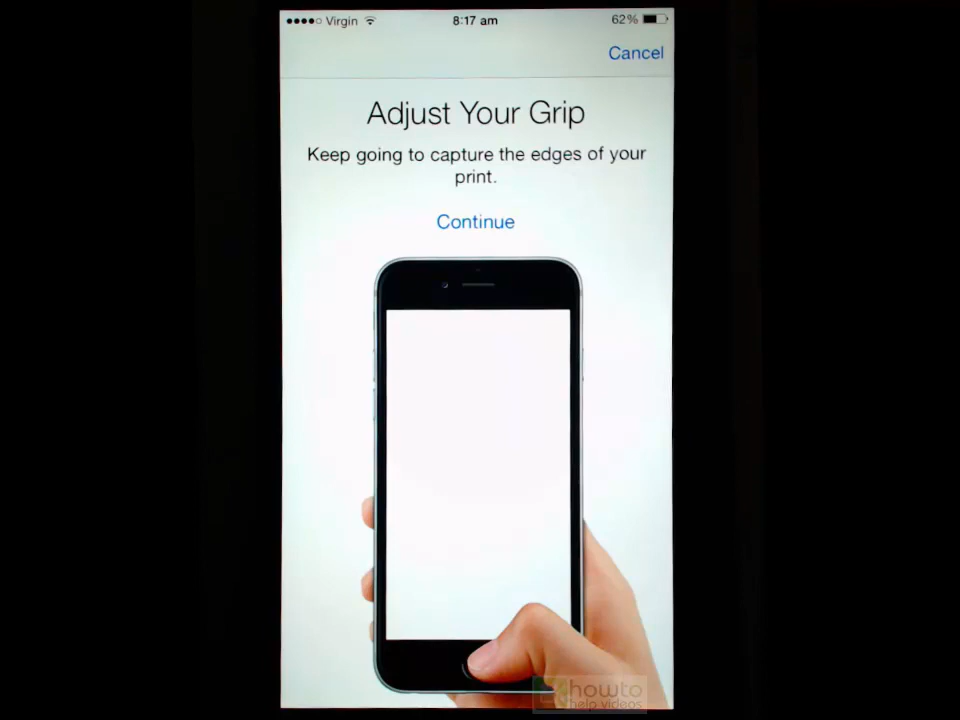 Virgin 8:17 am 62%
Cancel
Adjust Your Grip
Keep going to capture the edges of your
print.
Continue
howto
help videos